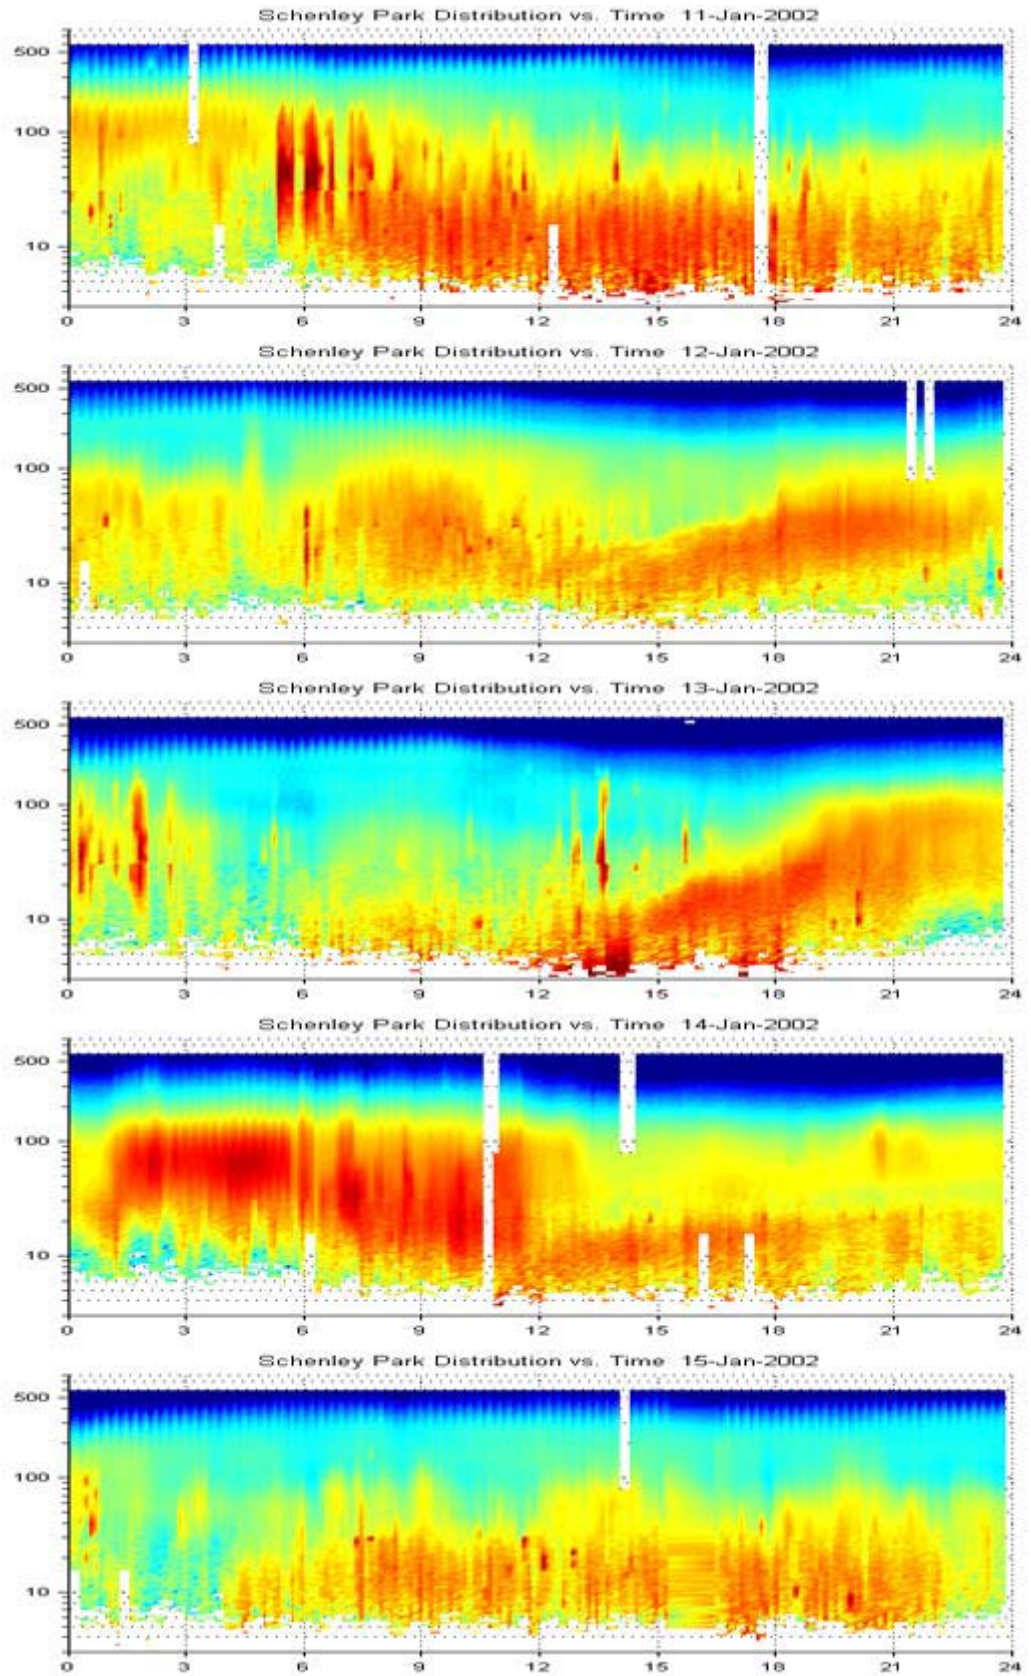 Schenley Park Distribution vs. Time 11-Jan-2002
500
100
10
0 3 6 9 12 15 18 21 24
Schenley Park Distribution vs. Time 12-Jan-2002
500
100
10
0 3 6 9 12 15 18 21 24
Schenley Park Distribution vs. Time 13-Jan-2002
500
100
10
0 3 6 9 12 15 18 21 24
Schenley Park Distribution vs. Time 14-Jan-2002
500
100
10
0 3 6 9 12 15 18 21 24
Schenley Park Distribution vs. Time 15-Jan-2002
500
100
10
0 3 6 9 12 15 18 21 24